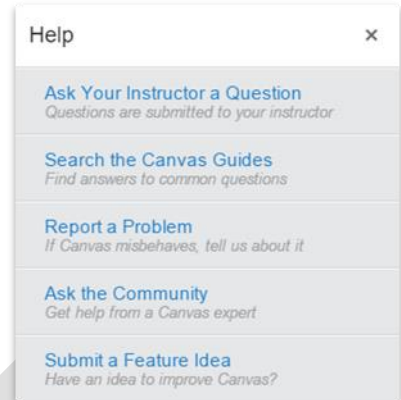 Help ×
Ask Your Instructor a Question
Questions are submitted to your instructor
Search the Canvas Guides
Find answers to common questions
Report a Problem
If Canvas misbehaves, tell us about it
Ask the Community
Get help from a Canvas expert
Submit a Feature Idea
Have an idea to improve Canvas?